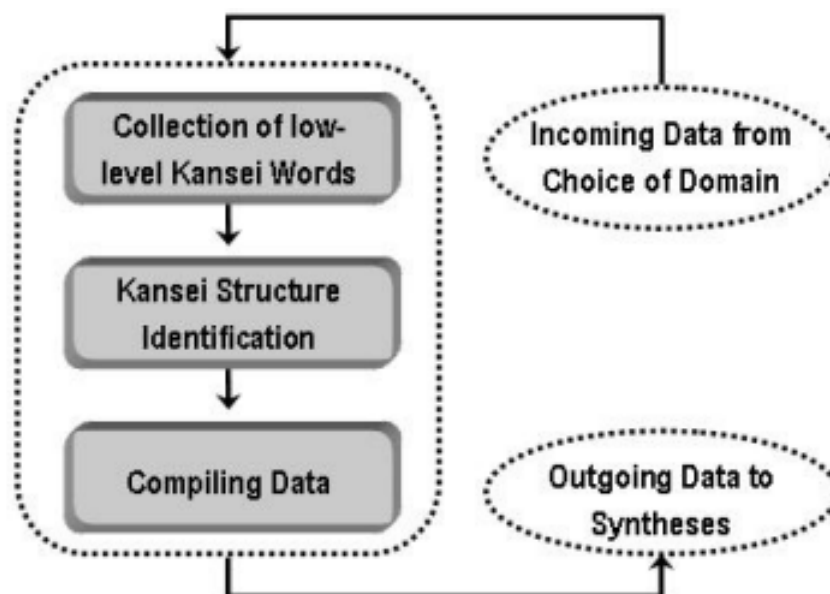 Collection of low-
level Kansei Words
Kansei Structure
Identification
Compiling Data
Incoming Data from
Choice of Domain
Outgoing Data to
Syntheses